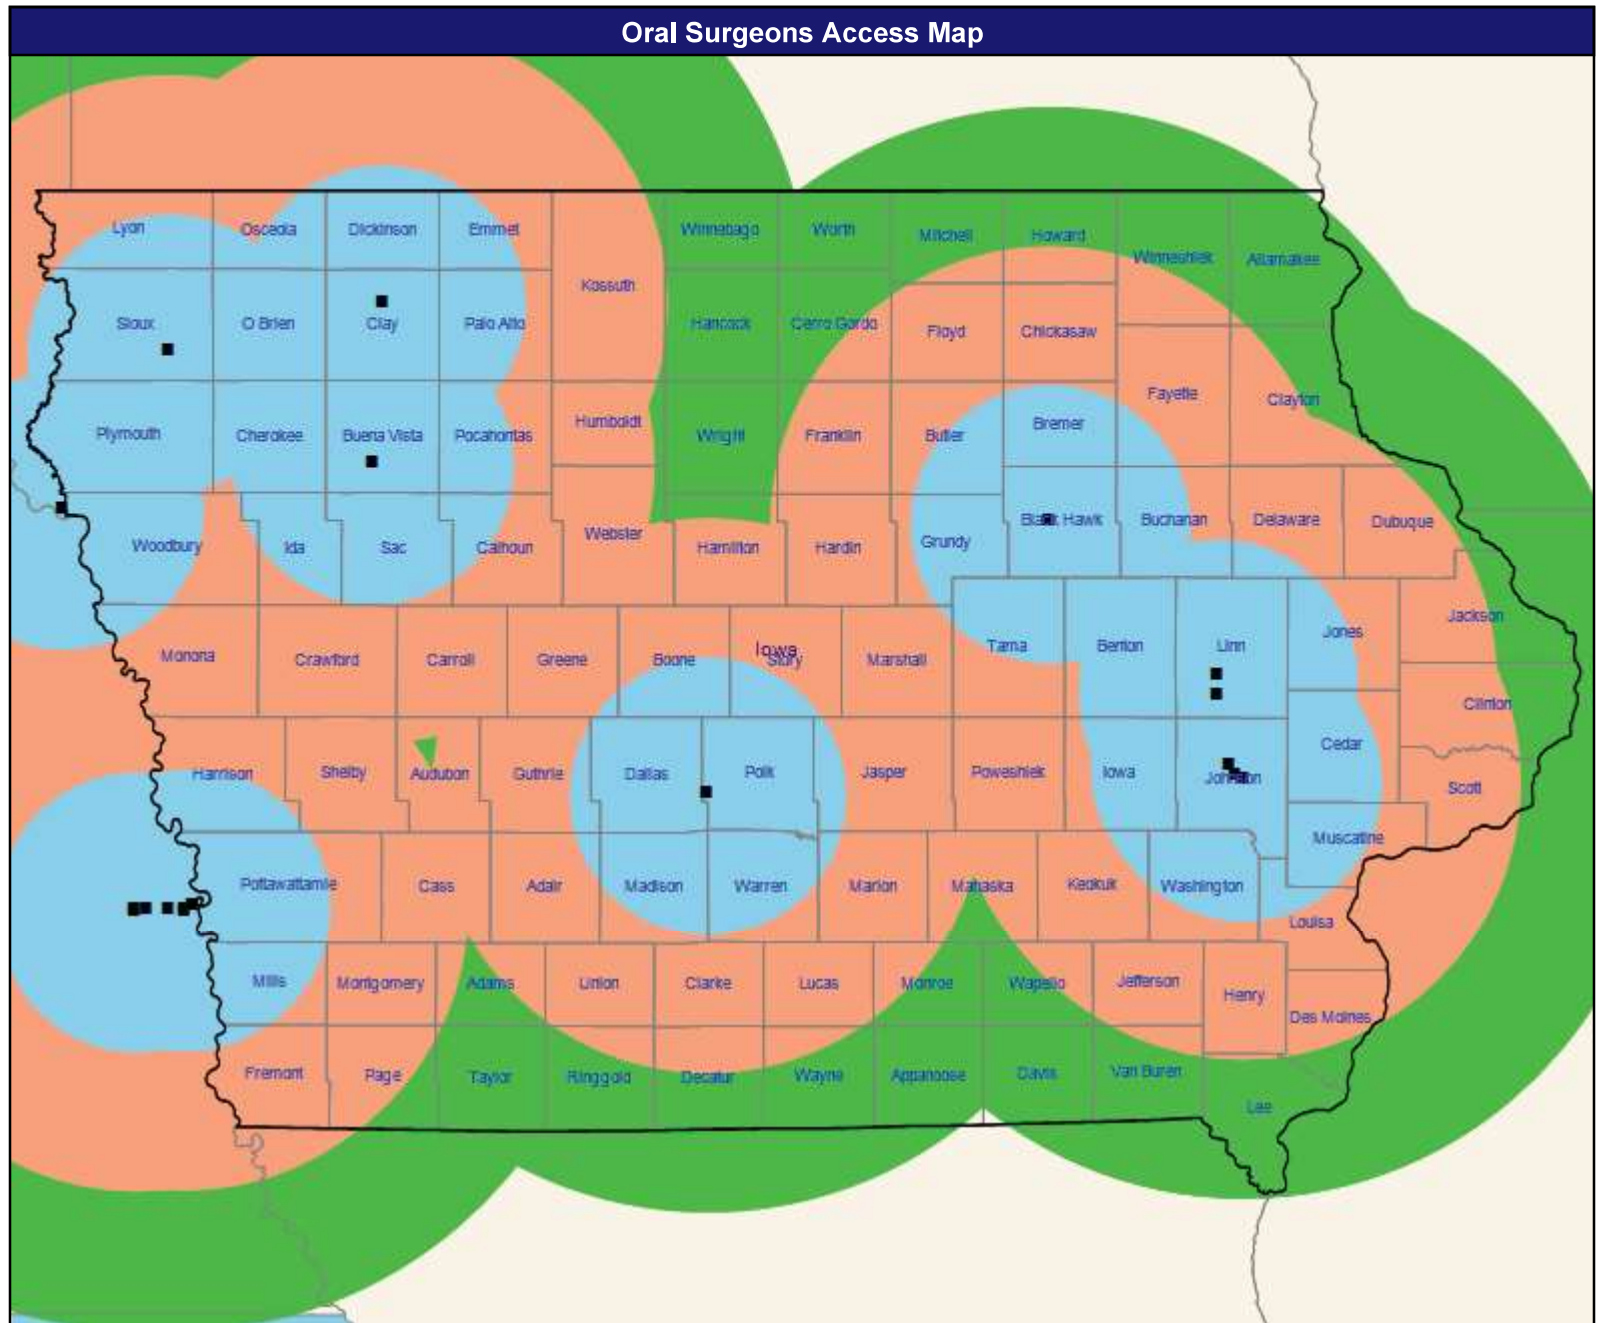 Oral Surgeons Access Map
Lyon
Osceola
Dickinson
Emmet
Winnebago
Worth
Mitchell
Howard
Winneshiek
Allamakee
Kossuth
Sioux
O Brien
Clay
Palo Alto
Hancock
Cerro Gordo
Floyd
Chickasaw
Fayette
Clayton
Plymouth
Cherokee
Buena Vista
Pocahontas
Humboldt
Wright
Franklin
Butler
Bremer
Woodbury
Ida
Sac
Calhoun
Webster
Hamilton
Hardin
Grundy
Black Hawk
Buchanan
Delaware
Dubuque
Monona
Crawford
Carroll
Greene
Boone
Iowa
Story
Marshall
Tama
Benton
Linn
Jones
Jackson
Clinton
Harrison
Shelby
Audubon
Guthrie
Dallas
Polk
Jasper
Poweshiek
Iowa
Johnson
Cedar
Scott
Muscatine
Pottawattamie
Cass
Adair
Madison
Warren
Marion
Mahaska
Keokuk
Washington
Louisa
Mills
Montgomery
Adams
Union
Clarke
Lucas
Monroe
Wapello
Jefferson
Henry
Des Moines
Fremont
Page
Taylor
Ringgold
Decatur
Wayne
Appanoose
Davis
Van Buren
Lee